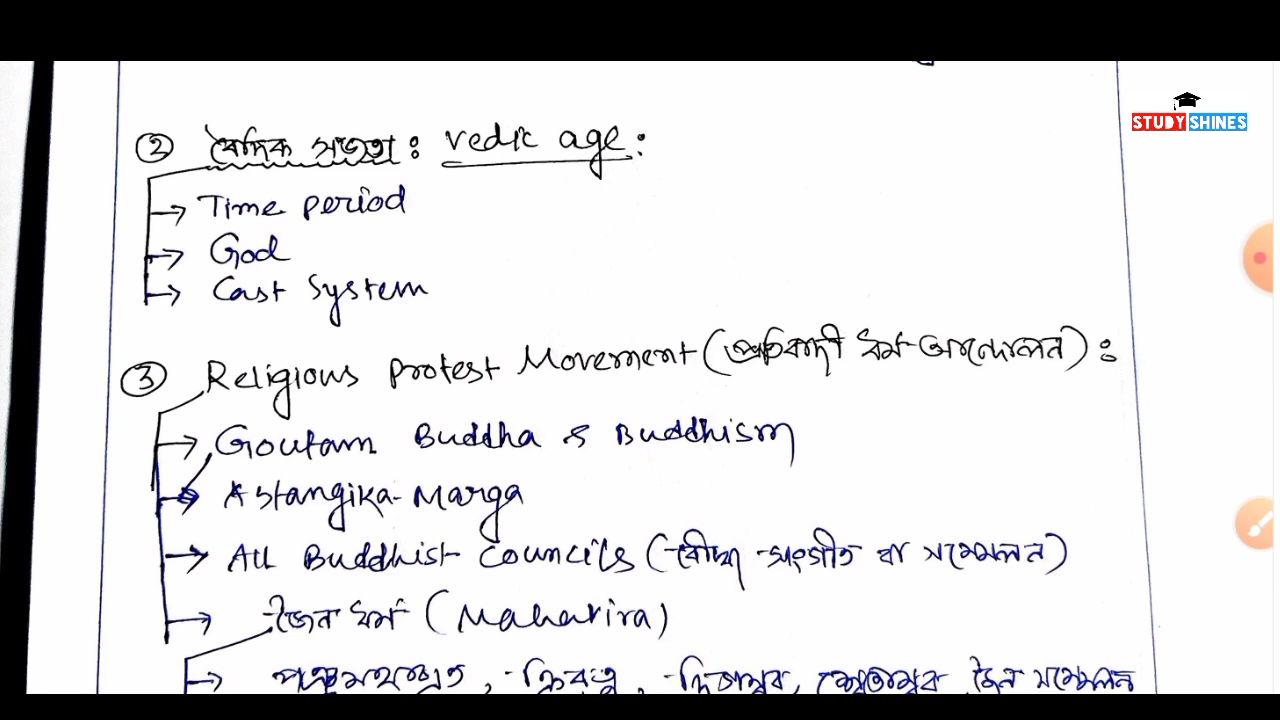 STUDY SHINES
② বৈদিক সভ্যতা : vedic age :
→ Time period
→ God
→ Cast System
③ Religious Protest Movement (প্রতিবাদী ধর্ম আন্দোলন) :
→ Goutam Buddha & Buddhism
→ Astangika-Marga
→ All Buddhist Councils (বৌদ্ধ সংগীতি বা সম্মেলন)
→ জৈন ধর্ম (Mahavira)
→ পঞ্চমহাব্রত, ত্রিরত্ন, দিগম্বর, শ্বেতাম্বর, জৈন সম্মেলন